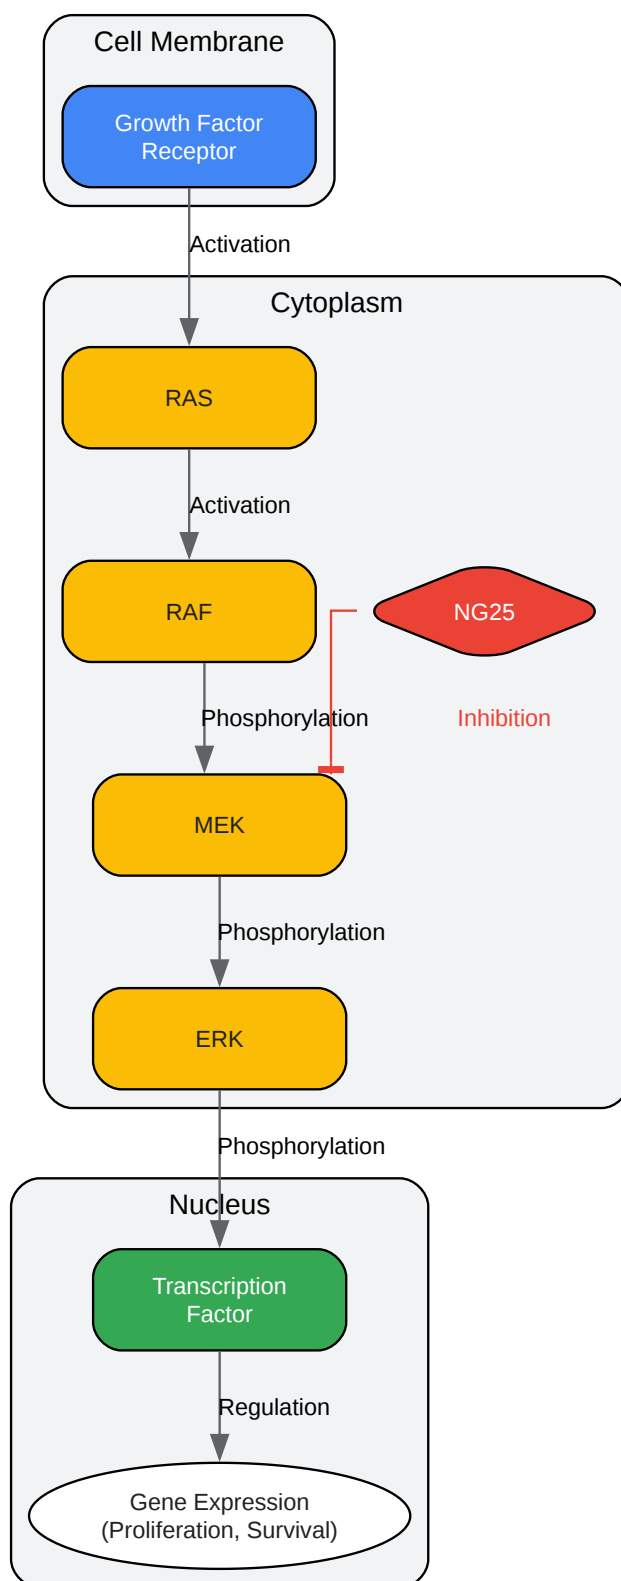 Cell Membrane
Growth Factor
Receptor
Activation
Cytoplasm
RAS
Activation
RAF
NG25
Phosphorylation
Inhibition
MEK
Phosphorylation
ERK
Phosphorylation
Nucleus
Transcription
Factor
Regulation
Gene Expression
(Proliferation, Survival)